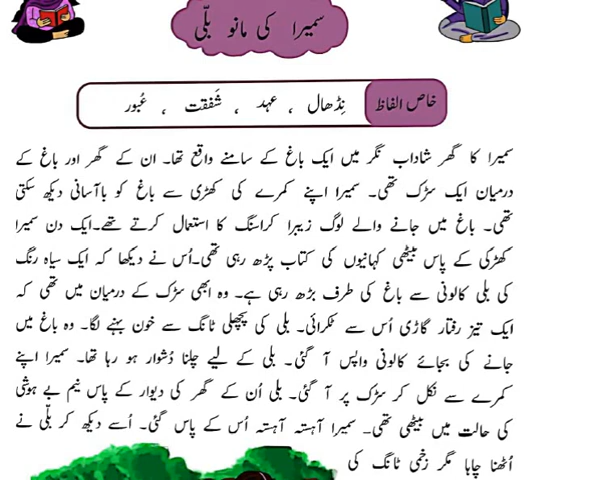 سمیرا کی مانو بلّی
خاص الفاظ
نِڈھال ، عہد ، شَفقت ، عُبور
سمیرا کا گھر شاداب نگر میں ایک باغ کے سامنے واقع تھا۔ ان کے گھر اور باغ کے
درمیان ایک سڑک تھی۔ سمیرا اپنے کمرے کی کھڑی سے باغ کو باآسانی دیکھ سکتی
تھی۔ باغ میں جانے والے لوگ زیبرا کراسنگ کا استعمال کرتے تھے۔ایک دن سمیرا
کھڑکی کے پاس بیٹھی کہانیوں کی کتاب پڑھ رہی تھی۔اُس نے دیکھا کہ ایک سیاہ رنگ
کی بلی کالونی سے باغ کی طرف بڑھ رہی ہے۔ وہ ابھی سڑک کے درمیان میں تھی کہ
ایک تیز رفتار گاڑی اُس سے ٹکرائی۔ بلی کی پچھلی ٹانگ سے خون بہنے لگا۔ وہ باغ میں
جانے کی بجائے کالونی واپس آ گئی۔ بلی کے لیے چلنا دُشوار ہو رہا تھا۔ سمیرا اپنے
کمرے سے نکل کر سڑک پر آ گئی۔ بلی اُن کے گھر کی دیوار کے پاس نیم بے ہوشی
کی حالت میں بیٹھی تھی۔ سمیرا آہستہ آہستہ اُس کے پاس گئی۔ اُسے دیکھ کر بلّی نے
اُٹھنا چاہا مگر زخمی ٹانگ کی